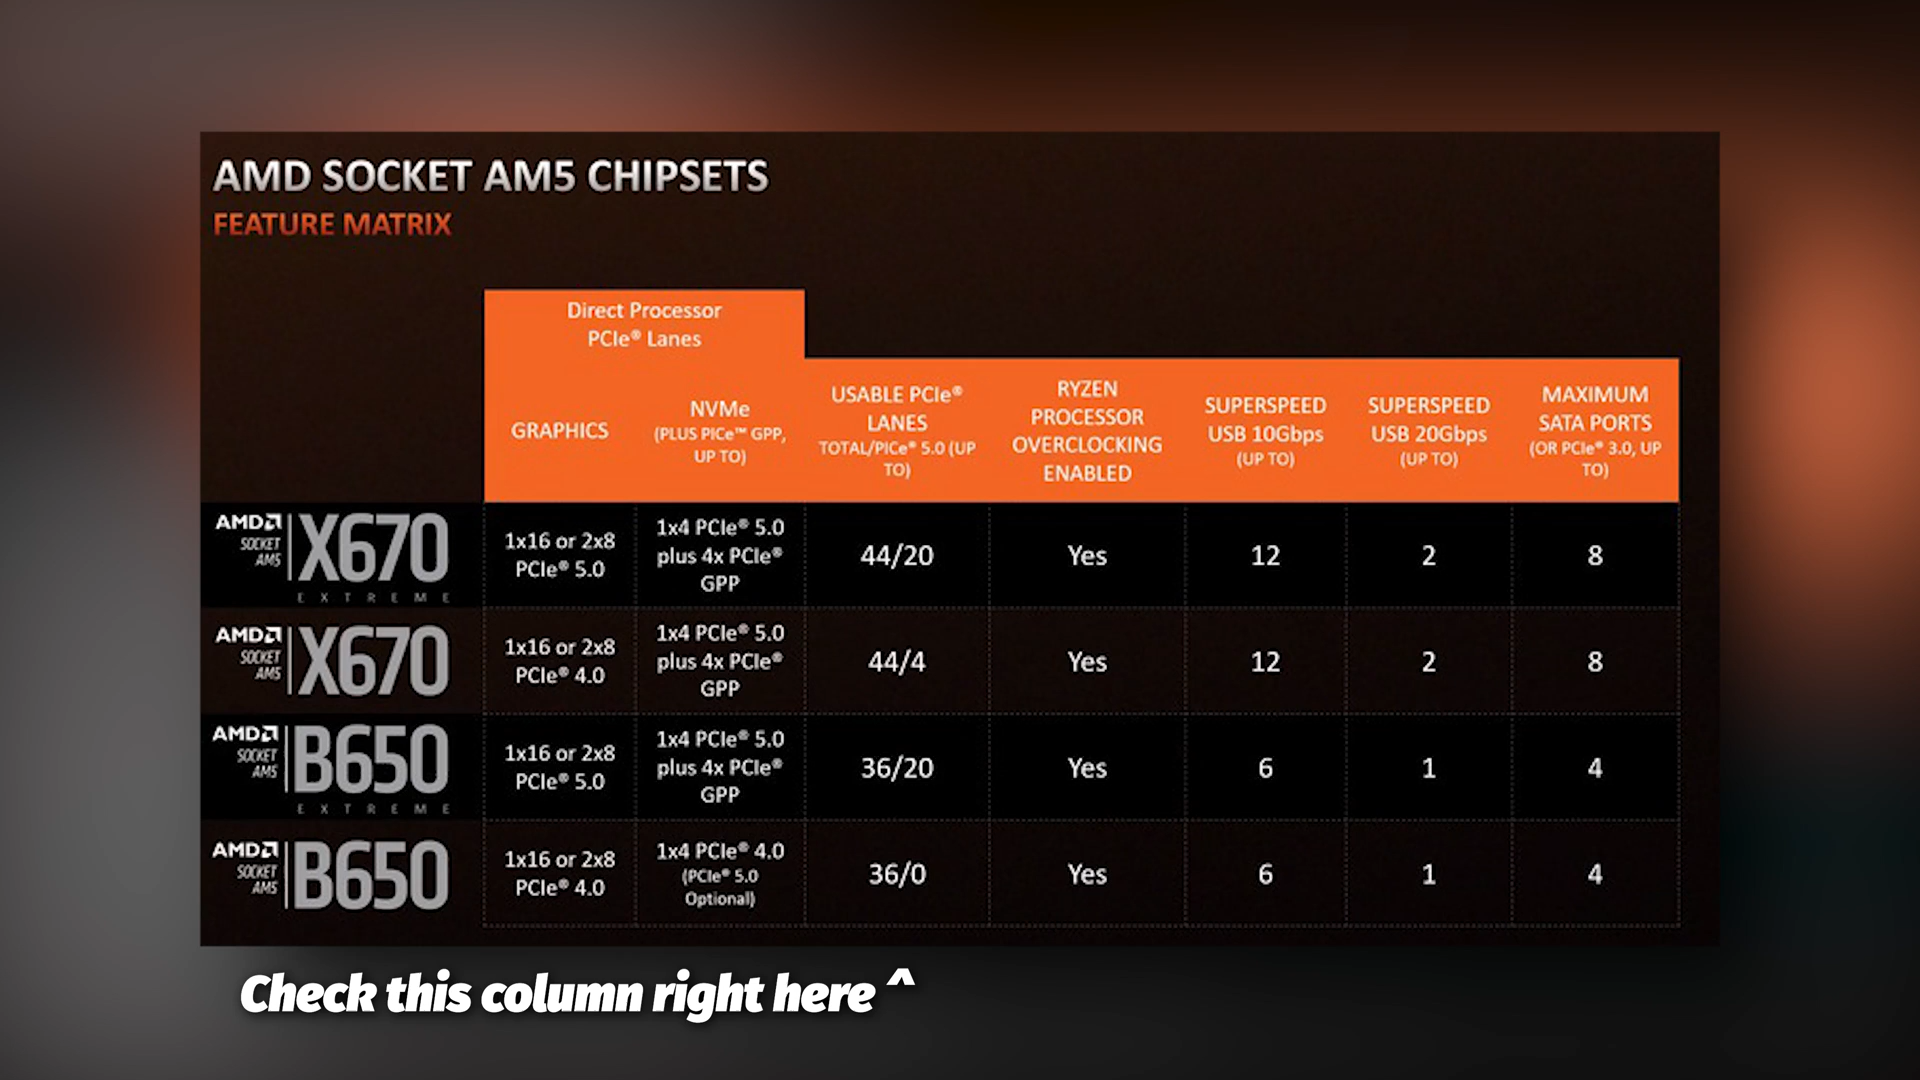 AMD SOCKET AM5 CHIPSETS
FEATURE MATRIX
Direct Processor
PCIe® Lanes
GRAPHICS
NVMe
(PLUS PICe™ GPP,
UP TO)
USABLE PCIe®
LANES
TOTAL/PICe® 5.0 (UP
TO)
RYZEN
PROCESSOR
OVERCLOCKING
ENABLED
SUPERSPEED
USB 10Gbps
(UP TO)
SUPERSPEED
USB 20Gbps
(UP TO)
MAXIMUM
SATA PORTS
(OR PCIe® 3.0, UP
TO)
AMD
SOCKET
AM5
X670
EXTREME
1x16 or 2x8
PCIe® 5.0
1x4 PCIe® 5.0
plus 4x PCIe®
GPP
44/20
Yes
12
2
8
AMD
SOCKET
AM5
X670
1x16 or 2x8
PCIe® 4.0
1x4 PCIe® 5.0
plus 4x PCIe®
GPP
44/4
Yes
12
2
8
AMD
SOCKET
AM5
B650
EXTREME
1x16 or 2x8
PCIe® 5.0
1x4 PCIe® 5.0
plus 4x PCIe®
GPP
36/20
Yes
6
1
4
AMD
SOCKET
AM5
B650
1x16 or 2x8
PCIe® 4.0
1x4 PCIe® 4.0
(PCIe® 5.0
Optional)
36/0
Yes
6
1
4
Check this column right here ^